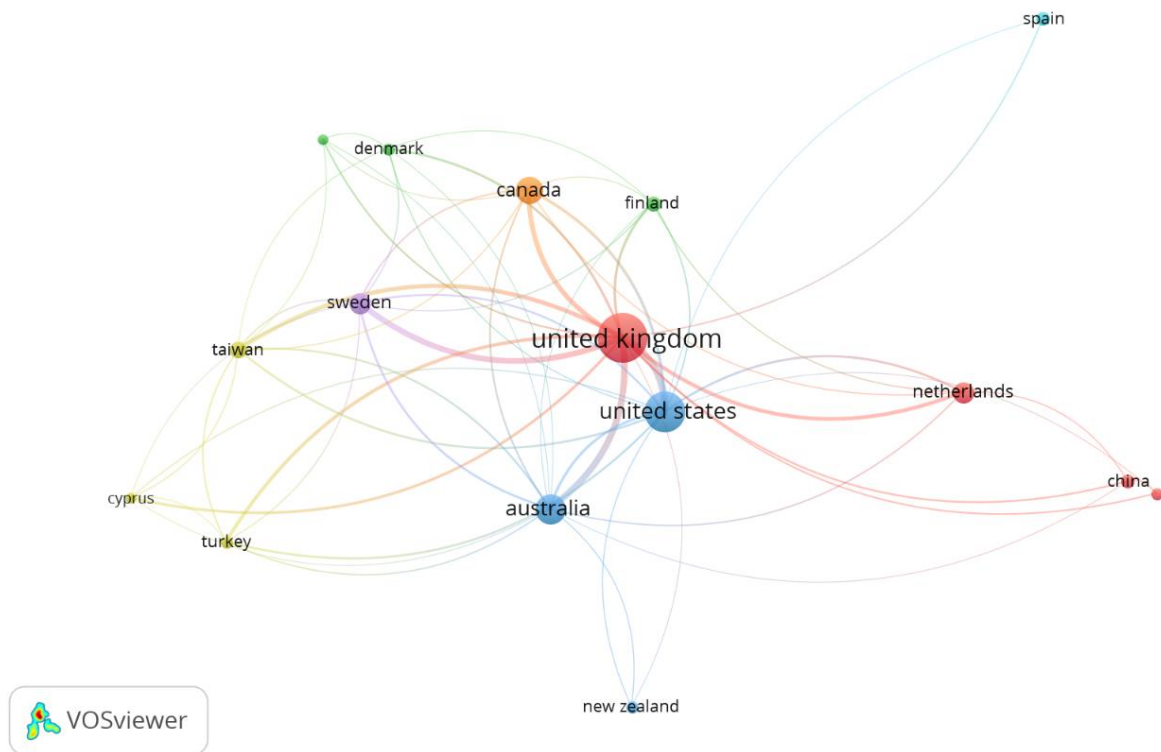 spain
denmark
canada
finland
sweden
united kingdom
taiwan
netherlands
united states
china
cyprus
australia
turkey
new zealand
VOSviewer